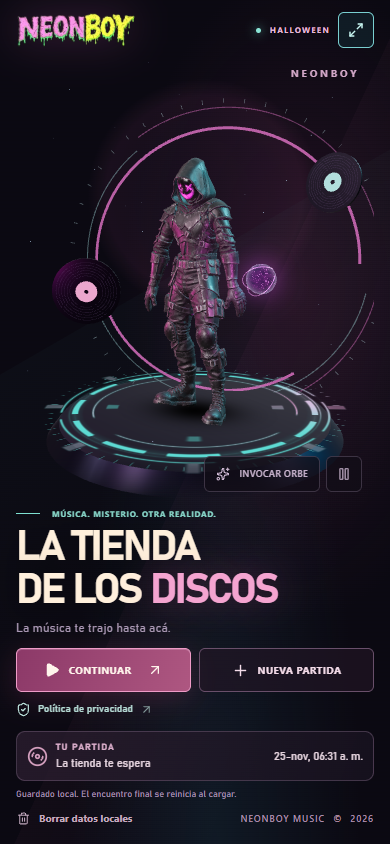 NEONBOY
HALLOWEEN
NEONBOY
INVOCAR ORBE
MÚSICA. MISTERIO. OTRA REALIDAD.
LA TIENDA
DE LOS DISCOS
La música te trajo hasta acá.
CONTINUAR
NUEVA PARTIDA
Política de privacidad
TU PARTIDA
La tienda te espera
25-nov, 06:31 a. m.
Guardado local. El encuentro final se reinicia al cargar.
Borrar datos locales
NEONBOY MUSIC © 2026